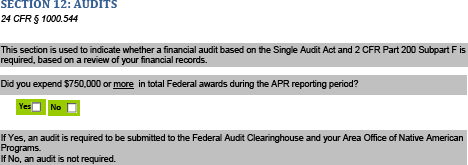 SECTION 12: AUDITS
24 CFR § 1000.544
This section is used to indicate whether a financial audit based on the Single Audit Act and 2 CFR Part 200 Subpart F is
required, based on a review of your financial records.
Did you expend $750,000 or more in total Federal awards during the APR reporting period?
Yes No
If Yes, an audit is required to be submitted to the Federal Audit Clearinghouse and your Area Office of Native American
Programs.
If No, an audit is not required.